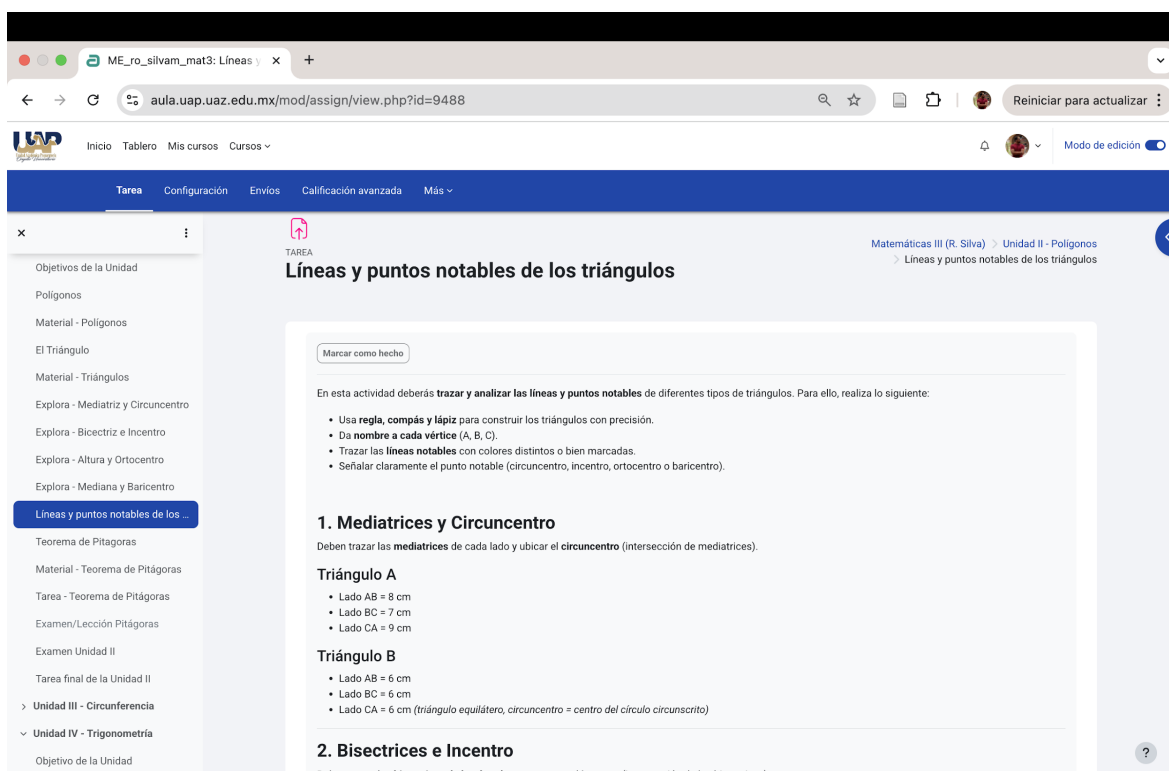 ME_ro_silvam_mat3: Líneas y
aula.uap.uaz.edu.mx/mod/assign/view.php?id=9488
Reiniciar para actualizar
UAP
Inicio Tablero Mis cursos Cursos
Modo de edición
Tarea Configuración Envíos Calificación avanzada Más
Objetivos de la Unidad
Polígonos
Material - Polígonos
El Triángulo
Material - Triángulos
Explora - Mediatriz y Circuncentro
Explora - Bicectriz e Incentro
Explora - Altura y Ortocentro
Explora - Mediana y Baricentro
Líneas y puntos notables de los ...
Teorema de Pitagoras
Material - Teorema de Pitágoras
Tarea - Teorema de Pitágoras
Examen/Lección Pitágoras
Examen Unidad II
Tarea final de la Unidad II
Unidad III - Circunferencia
Unidad IV - Trigonometría
Objetivo de la Unidad
TAREA
Líneas y puntos notables de los triángulos
Matemáticas III (R. Silva) > Unidad II - Polígonos
> Líneas y puntos notables de los triángulos
Marcar como hecho
En esta actividad deberás trazar y analizar las líneas y puntos notables de diferentes tipos de triángulos. Para ello, realiza lo siguiente:
• Usa regla, compás y lápiz para construir los triángulos con precisión.
• Da nombre a cada vértice (A, B, C).
• Trazar las líneas notables con colores distintos o bien marcadas.
• Señalar claramente el punto notable (circuncentro, incentro, ortocentro o baricentro).
1. Mediatrices y Circuncentro
Deben trazar las mediatrices de cada lado y ubicar el circuncentro (intersección de mediatrices).
Triángulo A
• Lado AB = 8 cm
• Lado BC = 7 cm
• Lado CA = 9 cm
Triángulo B
• Lado AB = 6 cm
• Lado BC = 6 cm
• Lado CA = 6 cm (triángulo equilátero, circuncentro = centro del círculo circunscrito)
2. Bisectrices e Incentro
?